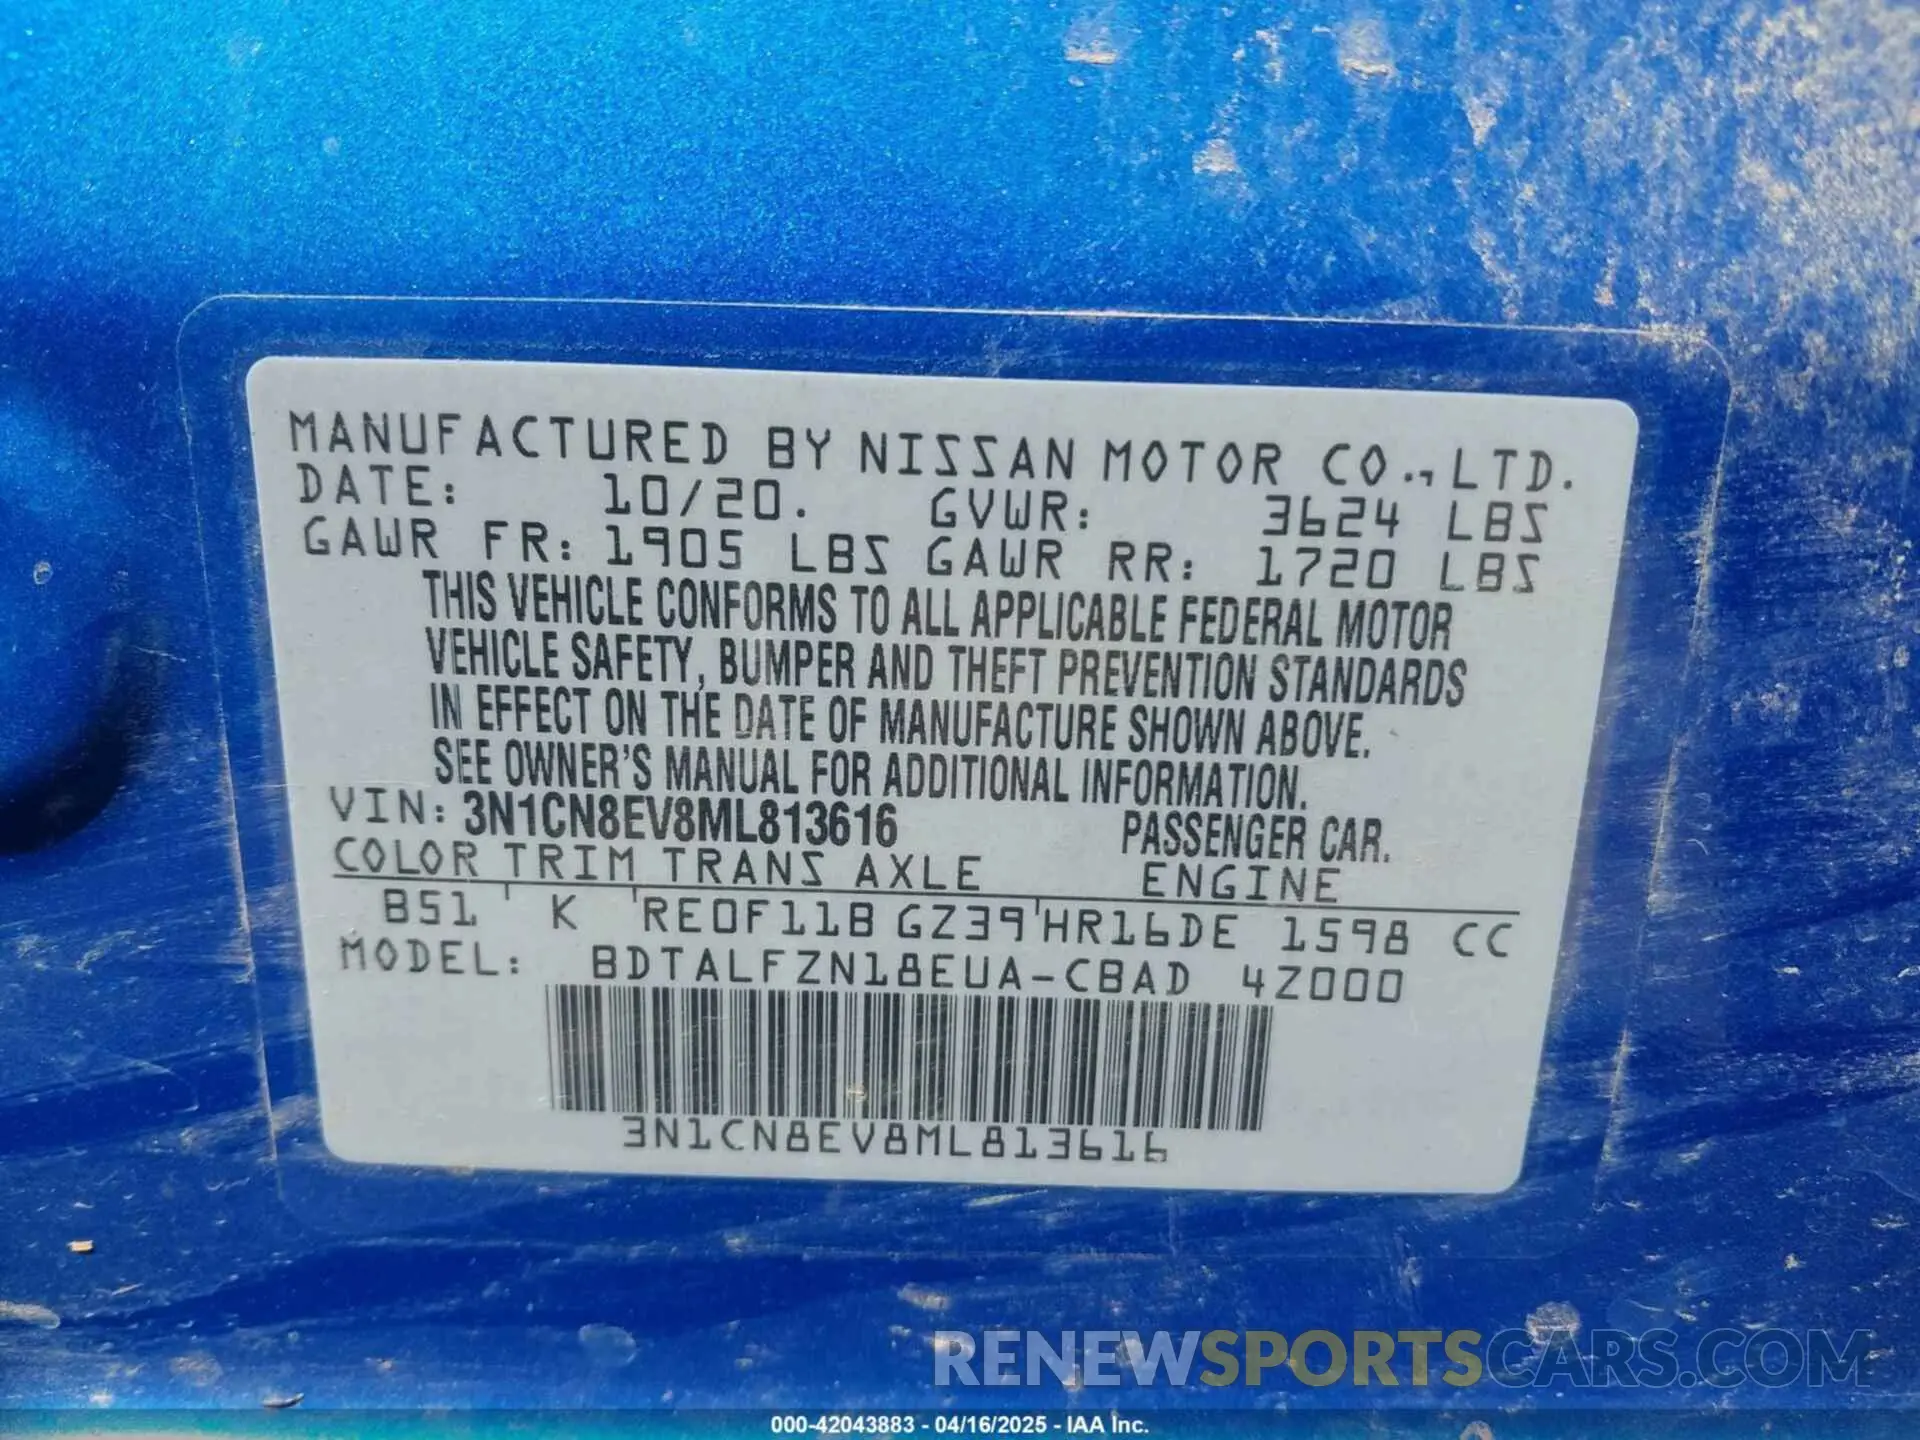 MANUFACTURED BY NISSAN MOTOR CO., LTD.
DATE: 10/20. GVWR: 3624 LBS
GAWR FR: 1905 LBS GAWR RR: 1720 LBS
THIS VEHICLE CONFORMS TO ALL APPLICABLE FEDERAL MOTOR
VEHICLE SAFETY, BUMPER AND THEFT PREVENTION STANDARDS
IN EFFECT ON THE DATE OF MANUFACTURE SHOWN ABOVE.
SEE OWNER'S MANUAL FOR ADDITIONAL INFORMATION.
VIN: 3N1CN8EV8ML813616 PASSENGER CAR.
COLOR TRIM TRANS AXLE ENGINE
B51 K RE0F11B GZ39 HR16DE 1598 CC
MODEL: BDTALFZN18EUA-CBAD 4Z000
3N1CN8EV8ML813616
RENEWSPORTSCARS.COM
000-42043883 - 04/16/2025 - IAA Inc.